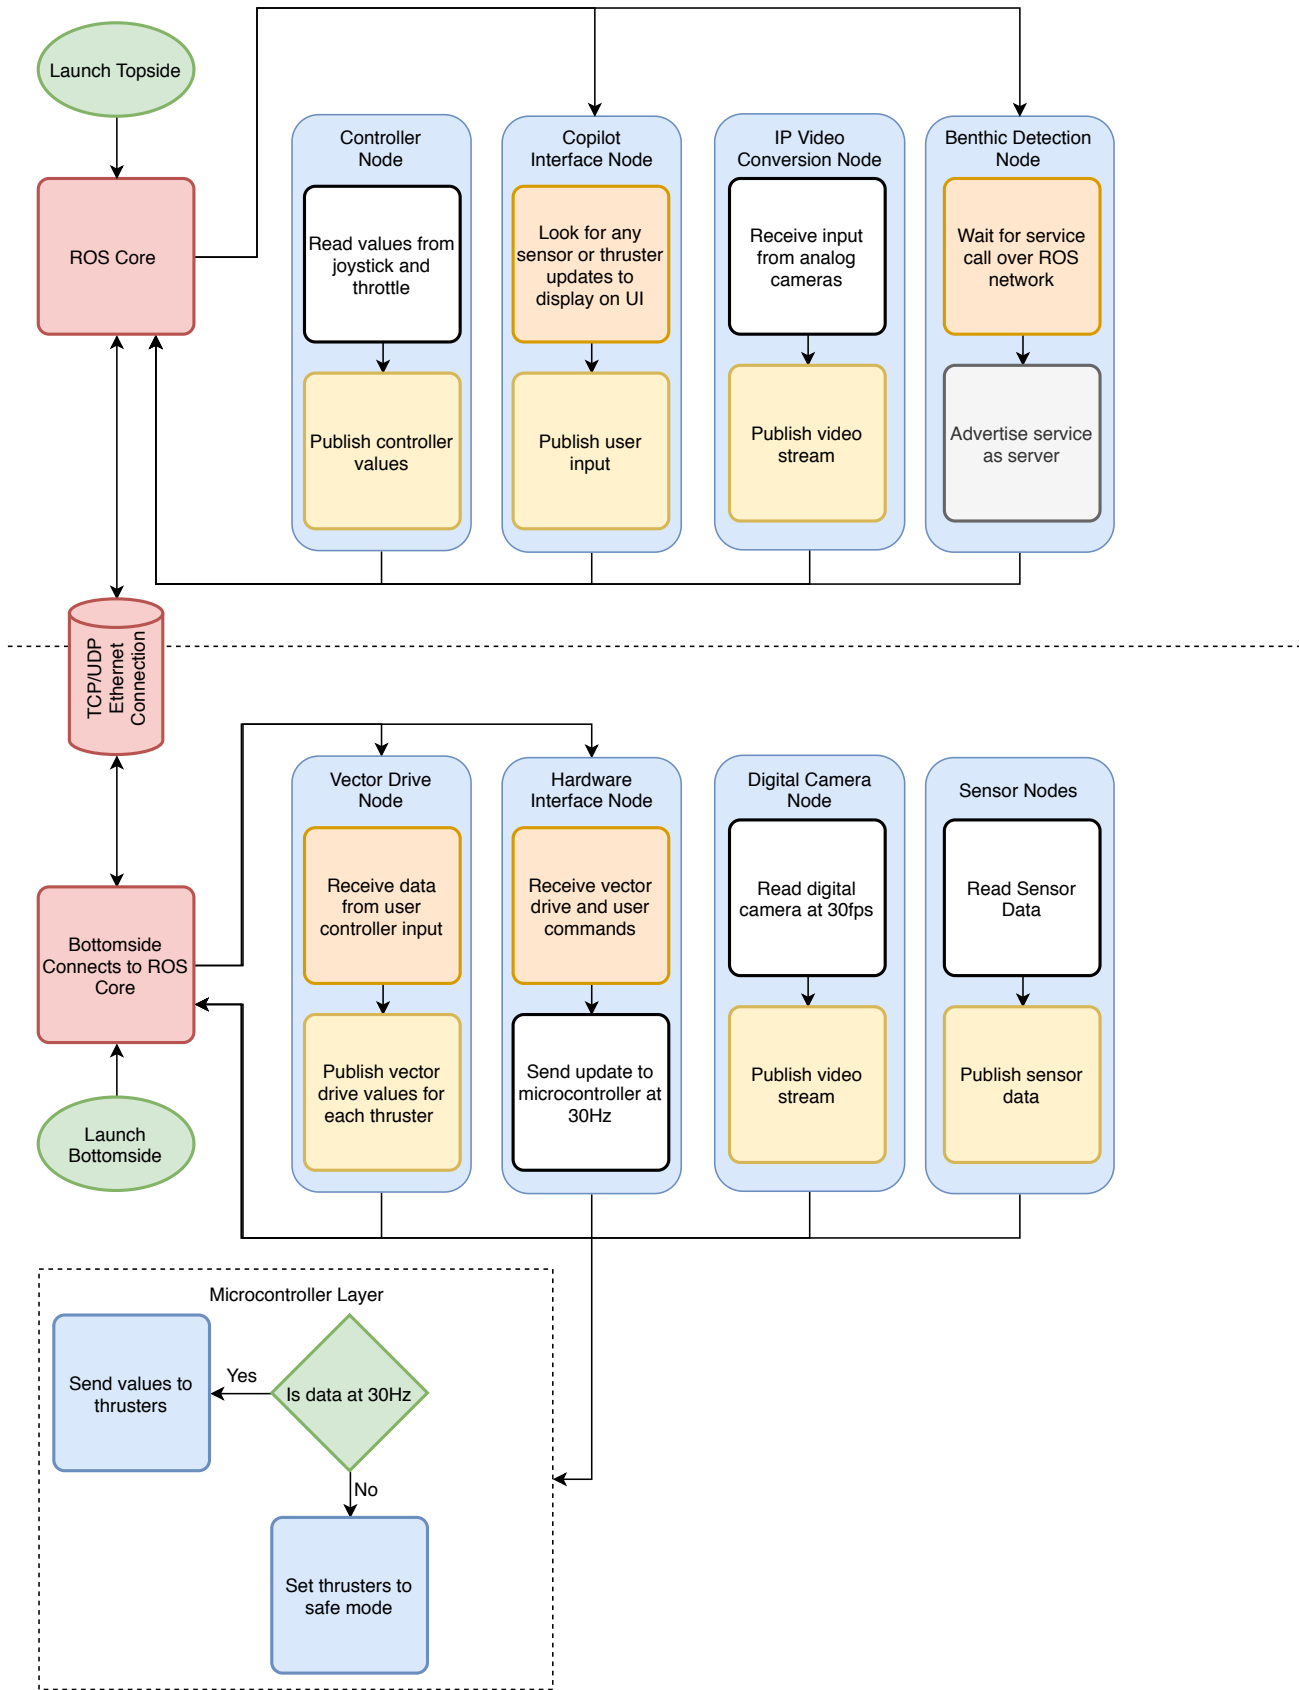 Launch Topside
ROS Core
Controller
Node
Read values from
joystick and
throttle
Publish controller
values
Copilot
Interface Node
Look for any
sensor or thruster
updates to
display on UI
Publish user
input
IP Video
Conversion Node
Receive input
from analog
cameras
Publish video
stream
Benthic Detection
Node
Wait for service
call over ROS
network
Advertise service
as server
TCP/UDP
Ethernet
Connection
Bottomside
Connects to ROS
Core
Launch
Bottomside
Vector Drive
Node
Receive data
from user
controller input
Publish vector
drive values for
each thruster
Hardware
Interface Node
Receive vector
drive and user
commands
Send update to
microcontroller at
30Hz
Digital Camera
Node
Read digital
camera at 30fps
Publish video
stream
Sensor Nodes
Read Sensor
Data
Publish sensor
data
Microcontroller Layer
Send values to
thrusters
Yes
Is data at 30Hz
No
Set thrusters to
safe mode